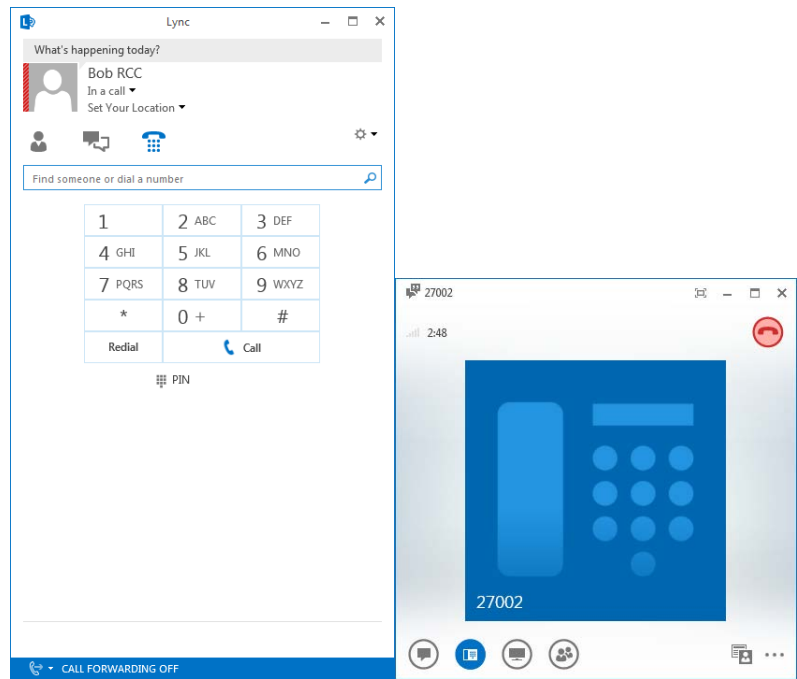 Lync
What's happening today?
Bob RCC
In a call
Set Your Location
Find someone or dial a number
1
2 ABC
3 DEF
4 GHI
5 JKL
6 MNO
7 PQRS
8 TUV
9 WXYZ
*
0 +
#
Redial
Call
PIN
CALL FORWARDING OFF
27002
2:48
27002